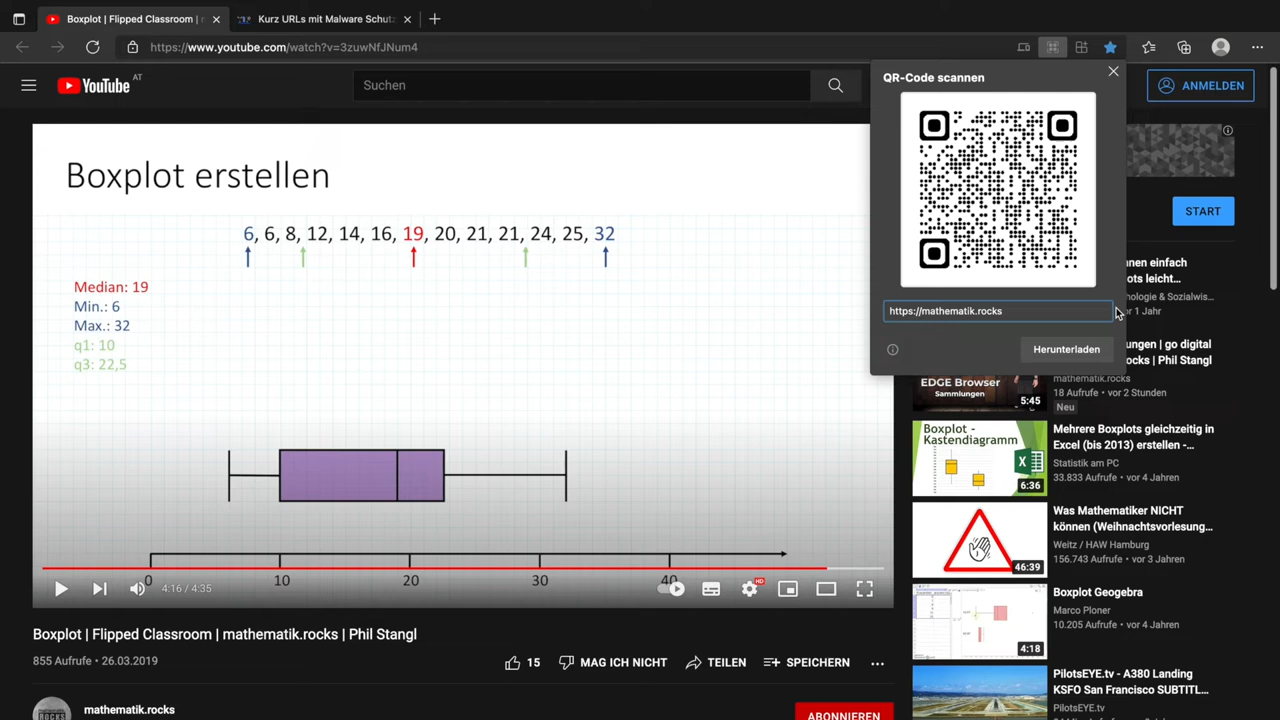 Boxplot | Flipped Classroom | n
Kurz URLs mit Malware Schutz
https://www.youtube.com/watch?v=3zuwNfJNum4
YouTube AT
Suchen
ANMELDEN
QR-Code scannen
https://mathematik.rocks
Herunterladen
START
Boxplot erstellen
6, 6, 8, 12, 14, 16, 19, 20, 21, 21, 24, 25, 32
Median: 19
Min.: 6
Max.: 32
q1: 10
q3: 22,5
0 10 20 30 40
4:16 / 4:35
HD
Boxplot | Flipped Classroom | mathematik.rocks | Phil Stangl
855 Aufrufe • 26.03.2019
15
MAG ICH NICHT
TEILEN
SPEICHERN
mathematik.rocks
ABONNIEREN
nen einfach
ots leicht...
nologie & Sozialwis...
or 1 Jahr
ungen | go digital
rocks | Phil Stangl
mathematik.rocks
18 Aufrufe • vor 2 Stunden
Neu
EDGE Browser
Sammlungen
5:45
Boxplot -
Kastendiagramm
6:36
Mehrere Boxplots gleichzeitig in
Excel (bis 2013) erstellen -...
Statistik am PC
33.833 Aufrufe • vor 4 Jahren
46:39
Was Mathematiker NICHT
können (Weihnachtsvorlesung...
Weitz / HAW Hamburg
156.743 Aufrufe • vor 3 Jahren
4:18
Boxplot Geogebra
Marco Ploner
10.205 Aufrufe • vor 4 Jahren
PilotsEYE.tv - A380 Landing
KSFO San Francisco SUBTITL...
PilotsEYE.tv